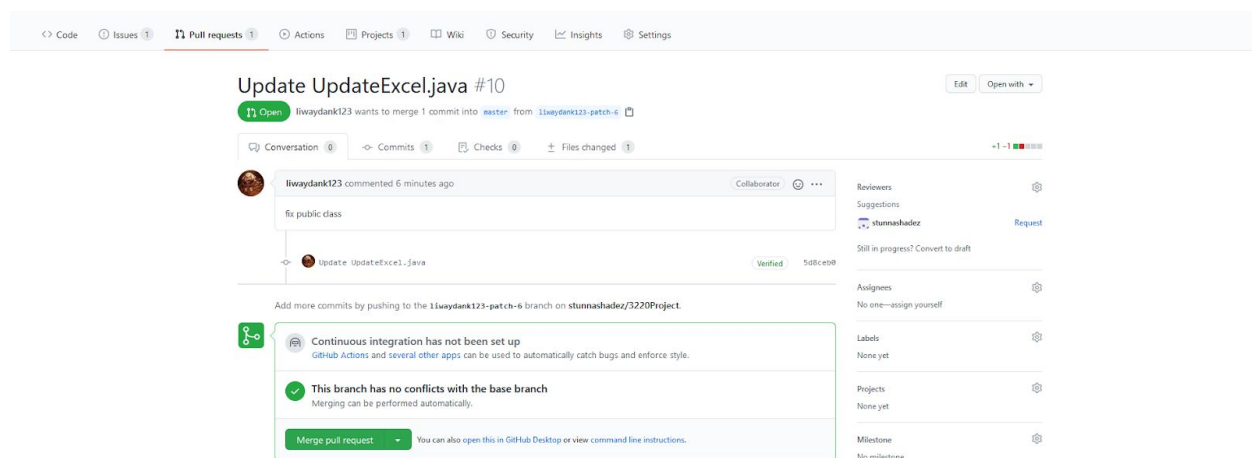 Code Issues 1 Pull requests 1 Actions Projects 1 Wiki Security Insights Settings
Update UpdateExcel.java #10
Edit Open with
Open liwaydank123 wants to merge 1 commit into master from liwaydank123-patch-6
Conversation 0 Commits 1 Checks 0 Files changed 1 +1 −1
liwaydank123 commented 6 minutes ago Collaborator
fix public class
Update UpdateExcel.java Verified 5d8ceb0
Add more commits by pushing to the liwaydank123-patch-6 branch on stunnashadez/3220Project.
Continuous integration has not been set up
GitHub Actions and several other apps can be used to automatically catch bugs and enforce style.
This branch has no conflicts with the base branch
Merging can be performed automatically.
Merge pull request You can also open this in GitHub Desktop or view command line instructions.
Reviewers
Suggestions
stunnashadez Request
Still in progress? Convert to draft
Assignees
No one—assign yourself
Labels
None yet
Projects
None yet
Milestone
No milestone